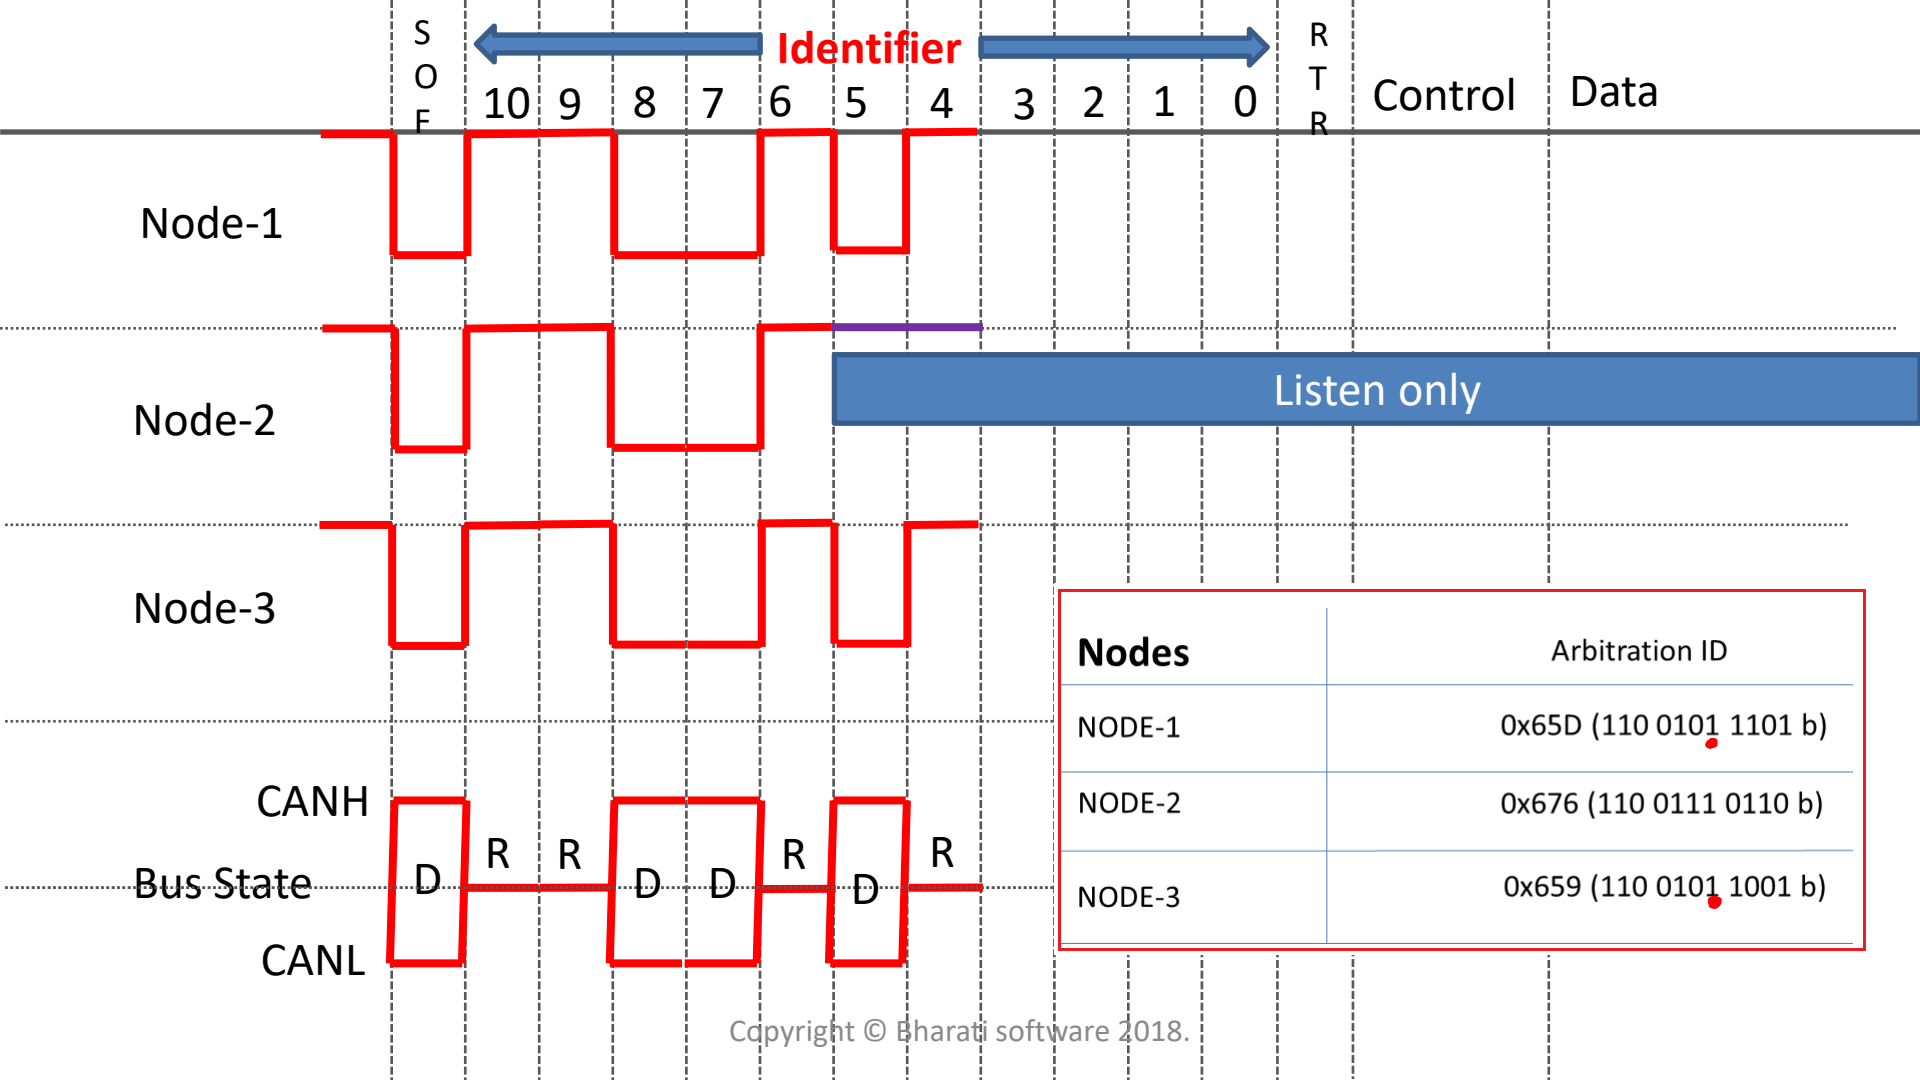 S
O
F
Identifier
R
T
R
10 9 8 7 6 5 4 3 2 1 0
Control
Data
Node-1
Node-2
Listen only
Node-3
Nodes
Arbitration ID
NODE-1
0x65D (110 0101 1101 b)
NODE-2
0x676 (110 0111 0110 b)
NODE-3
0x659 (110 0101 1001 b)
CANH
Bus State
D R R D D R D R
CANL
Copyright © Bharati software 2018.